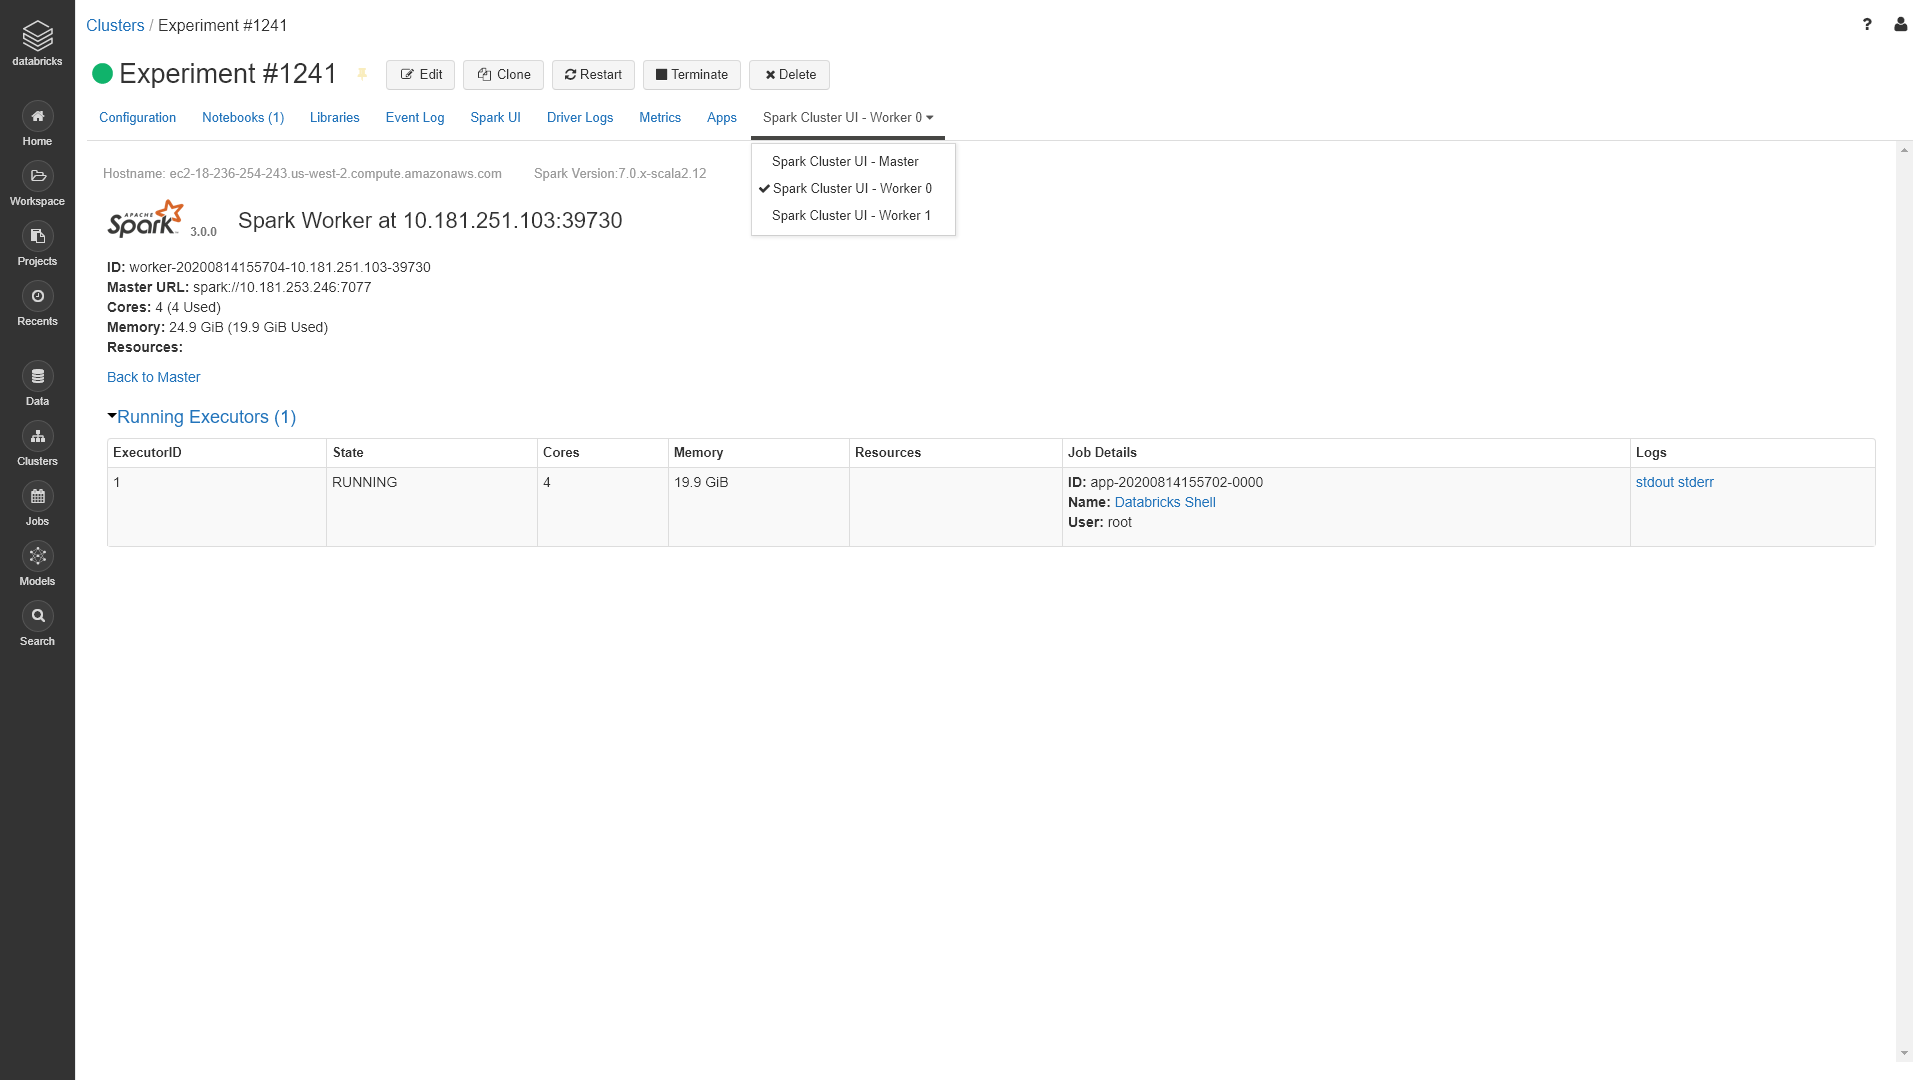 databricks
Home
Workspace
Projects
Recents
Data
Clusters
Jobs
Models
Search
Clusters / Experiment #1241
?
Experiment #1241 Edit Clone Restart Terminate Delete
Configuration Notebooks (1) Libraries Event Log Spark UI Driver Logs Metrics Apps Spark Cluster UI - Worker 0
Spark Cluster UI - Master
Spark Cluster UI - Worker 0
Spark Cluster UI - Worker 1
Hostname: ec2-18-236-254-243.us-west-2.compute.amazonaws.com Spark Version:7.0.x-scala2.12
APACHE Spark 3.0.0 Spark Worker at 10.181.251.103:39730
ID: worker-20200814155704-10.181.251.103-39730
Master URL: spark://10.181.253.246:7077
Cores: 4 (4 Used)
Memory: 24.9 GiB (19.9 GiB Used)
Resources:
Back to Master
Running Executors (1)
ExecutorID State Cores Memory Resources Job Details Logs
1 RUNNING 4 19.9 GiB ID: app-20200814155702-0000 stdout stderr
Name: Databricks Shell
User: root